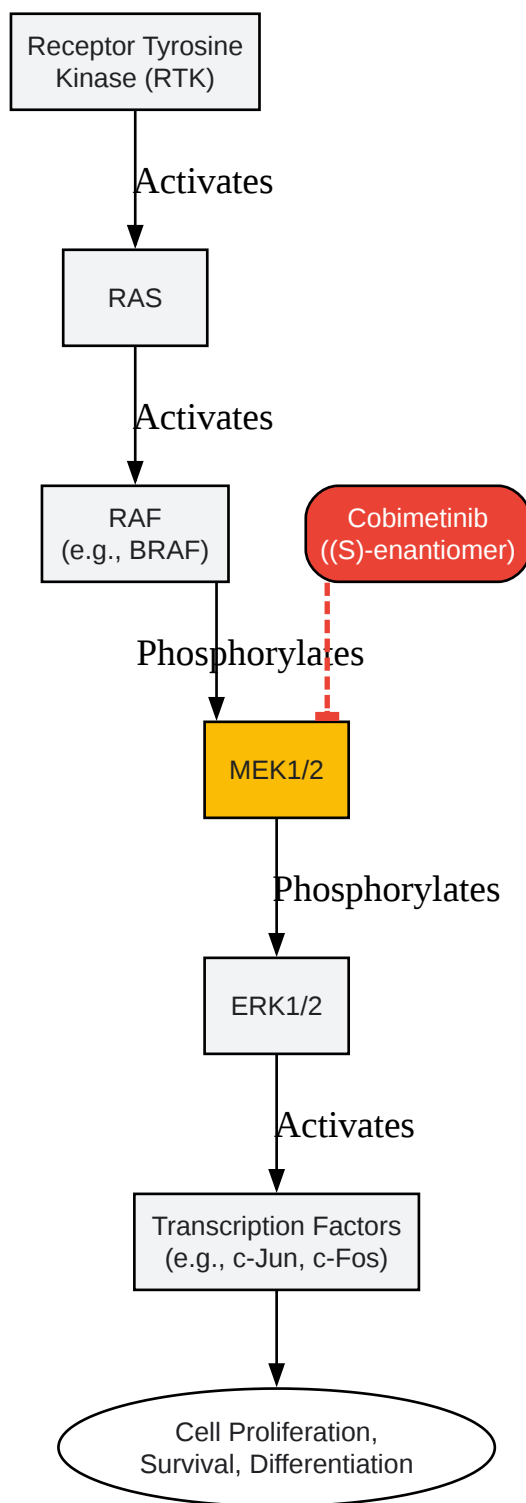 Receptor Tyrosine
Kinase (RTK)
Activates
RAS
Activates
RAF
(e.g., BRAF)
Cobimetinib
((S)-enantiomer)
Phosphorylates
MEK1/2
Phosphorylates
ERK1/2
Activates
Transcription Factors
(e.g., c-Jun, c-Fos)
Cell Proliferation,
Survival, Differentiation